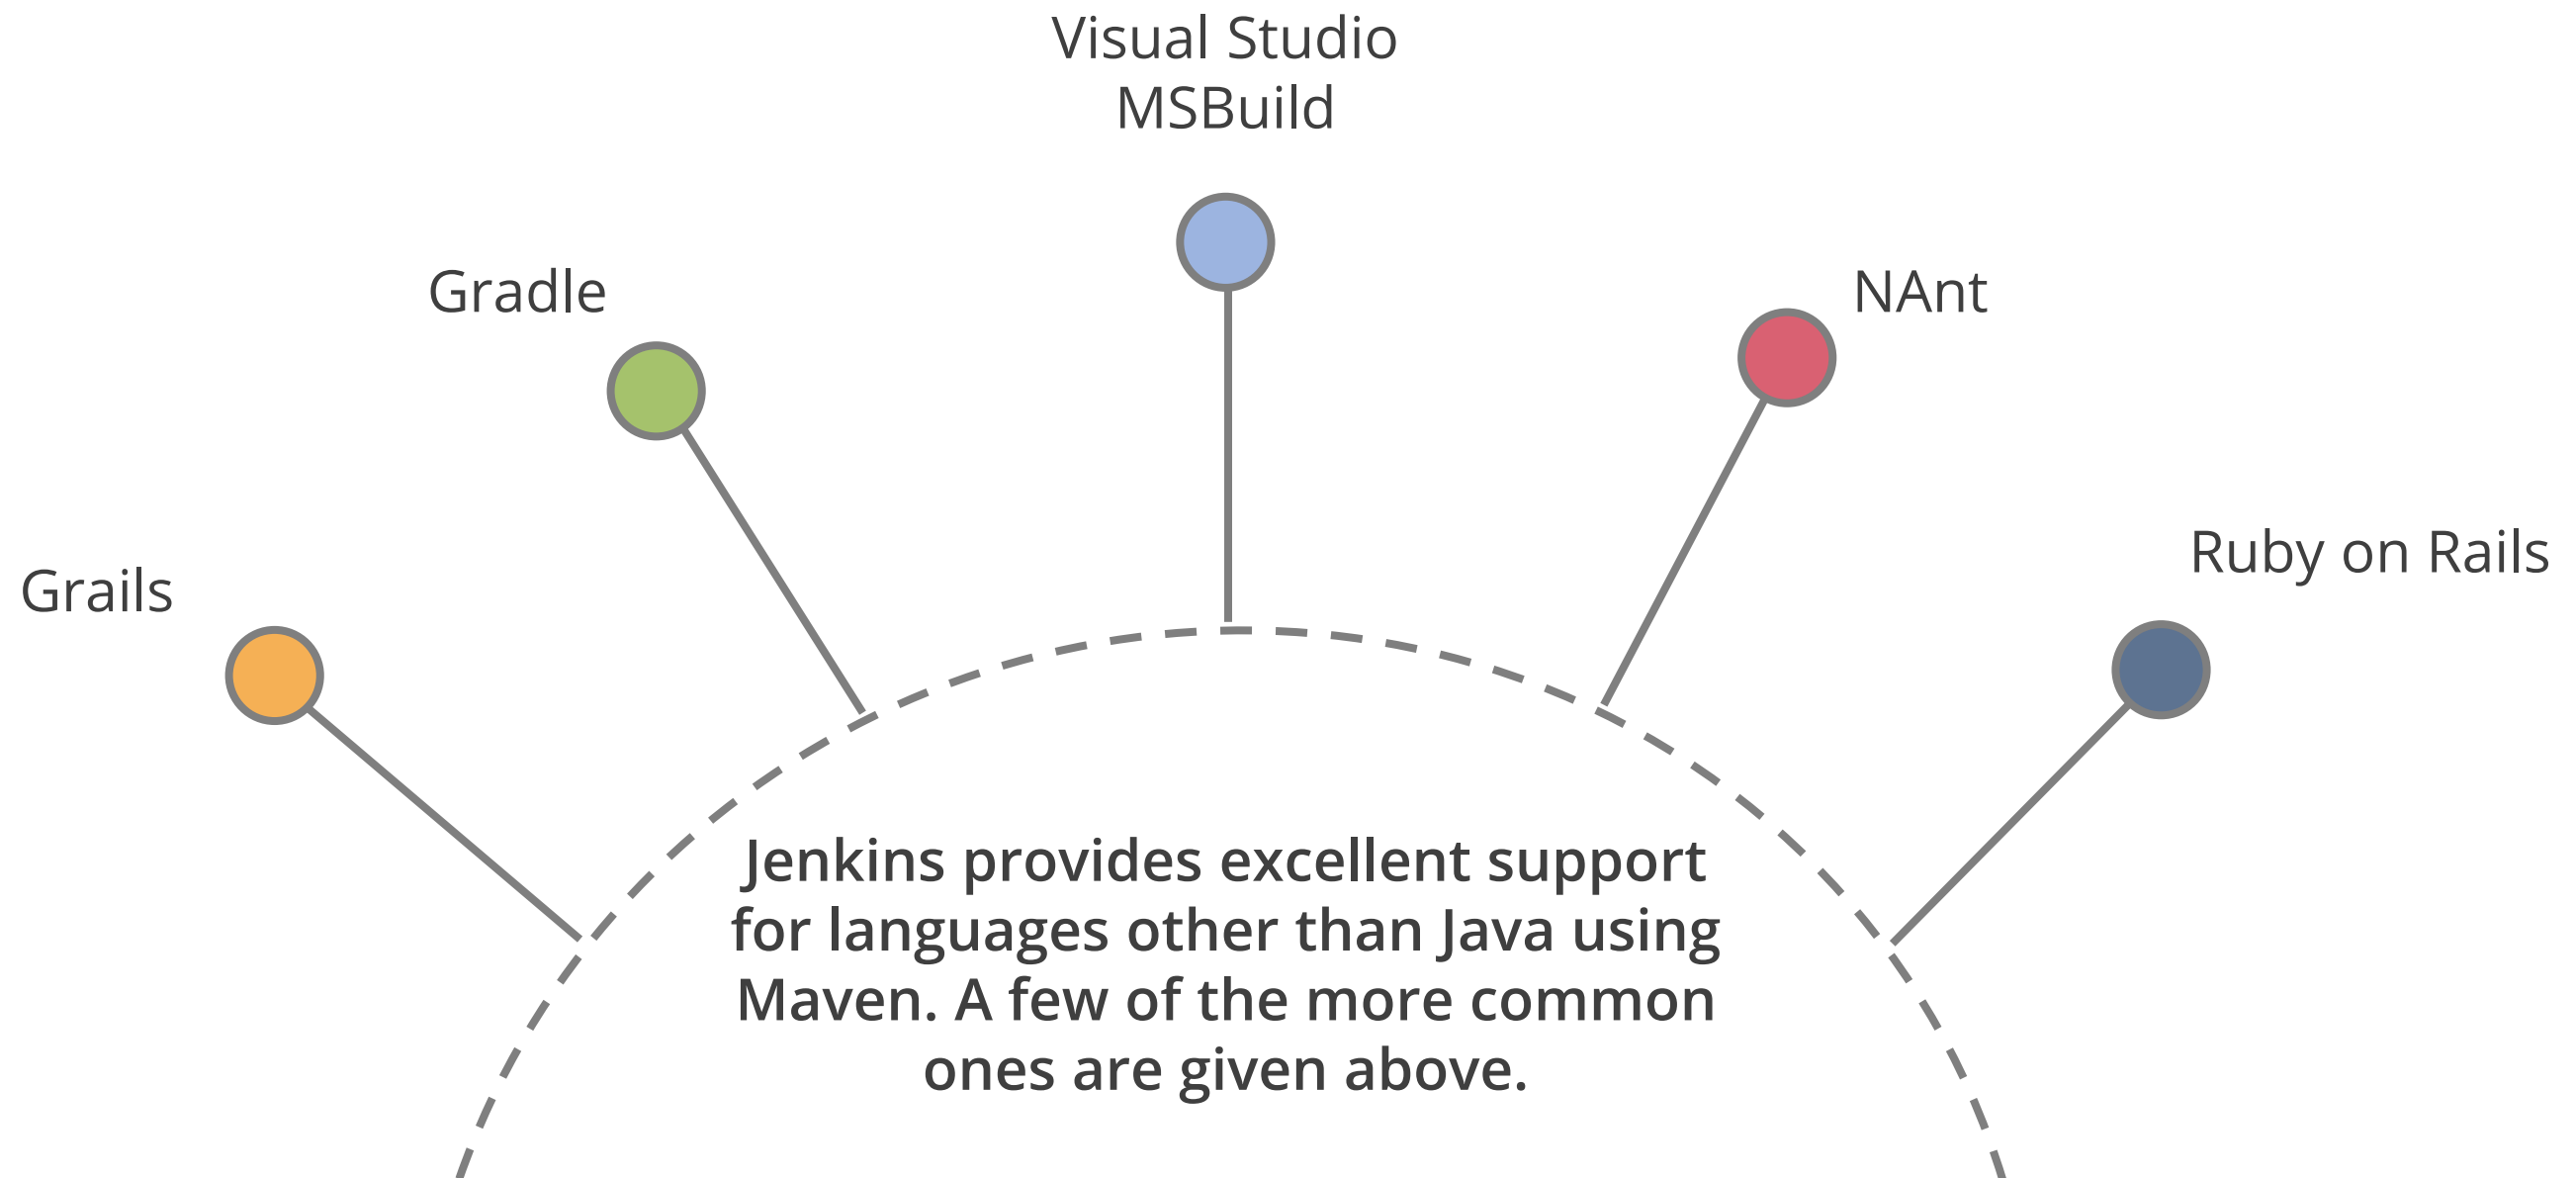 Visual Studio
MSBuild
Gradle
NAnt
Ruby on Rails
Grails
Jenkins provides excellent support
for languages other than Java using
Maven. A few of the more common
ones are given above.